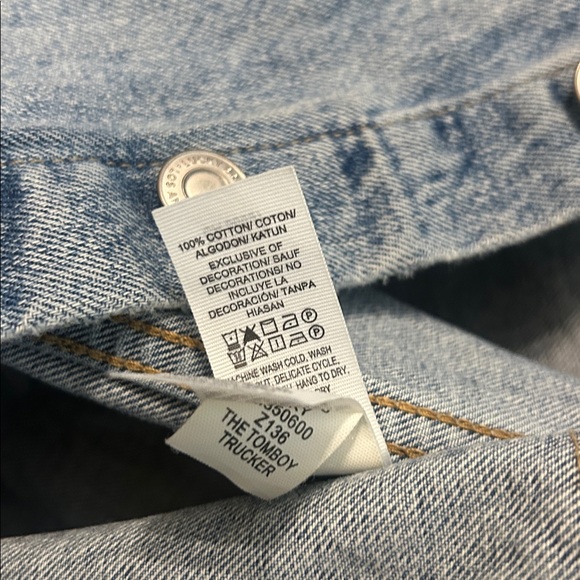 100% COTTON/ COTON/
ALGODON/ KATUN
EXCLUSIVE OF
DECORATION/ SAUF
DECORATIONS/ NO
INCLUYE LA
DECORACIÓN/ TANPA
HIASAN
MACHINE WASH COLD, WASH
DELICATE CYCLE,
HANG TO DRY.
350600
Z136
THE TOMBOY
TRUCKER